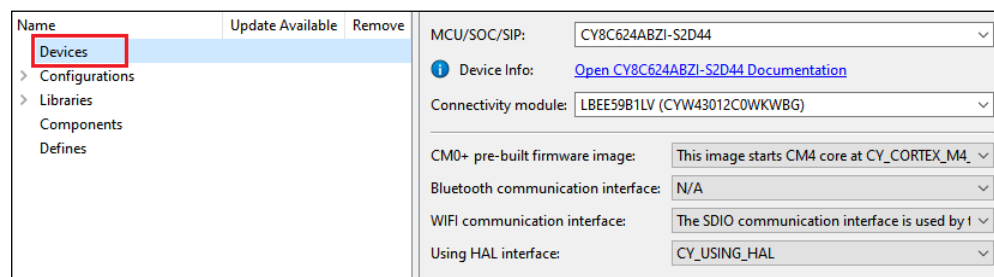 Name Update Available Remove
Devices
Configurations
Libraries
Components
Defines
MCU/SOC/SIP: CY8C624ABZI-S2D44
Device Info: Open CY8C624ABZI-S2D44 Documentation
Connectivity module: LBEE59B1LV (CYW43012C0WKWBG)
CM0+ pre-built firmware image: This image starts CM4 core at CY_CORTEX_M4_
Bluetooth communication interface: N/A
WIFI communication interface: The SDIO communication interface is used by t
Using HAL interface: CY_USING_HAL